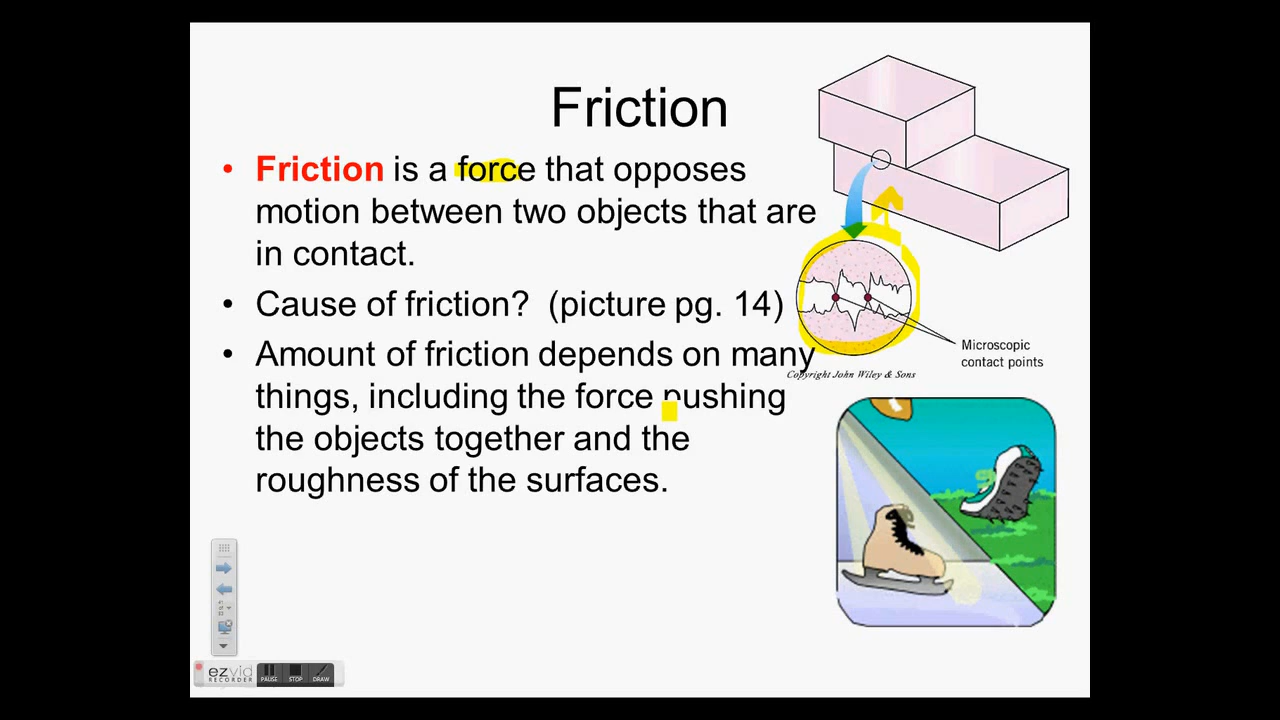 Friction
• Friction is a force that opposes
motion between two objects that are
in contact.
• Cause of friction? (picture pg. 14)
• Amount of friction depends on many
things, including the force pushing
the objects together and the
roughness of the surfaces.
Microscopic
contact points
Copyright John Wiley & Sons
ezvid
RECORDER
PAUSE STOP DRAW